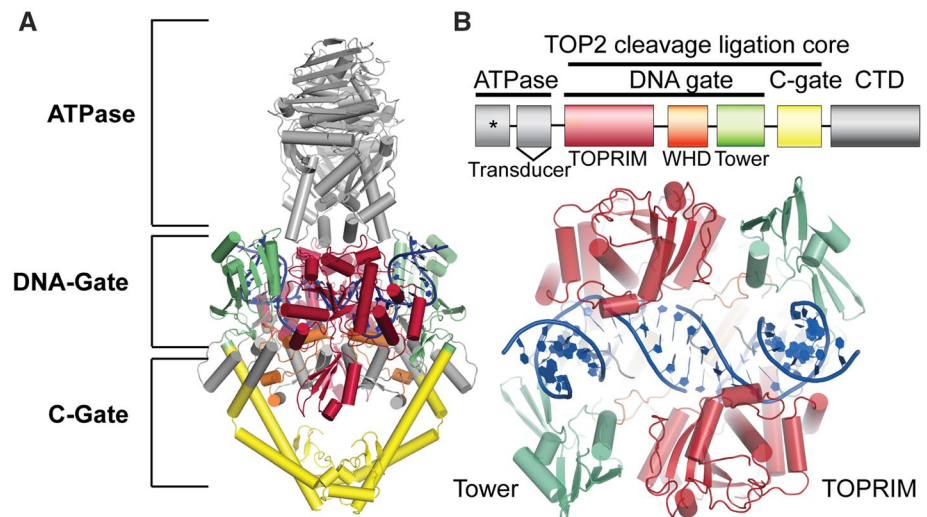 A
ATPase
DNA-Gate
C-Gate
B
TOP2 cleavage ligation core
ATPase DNA gate C-gate CTD
*
Transducer TOPRIM WHD Tower
Tower TOPRIM